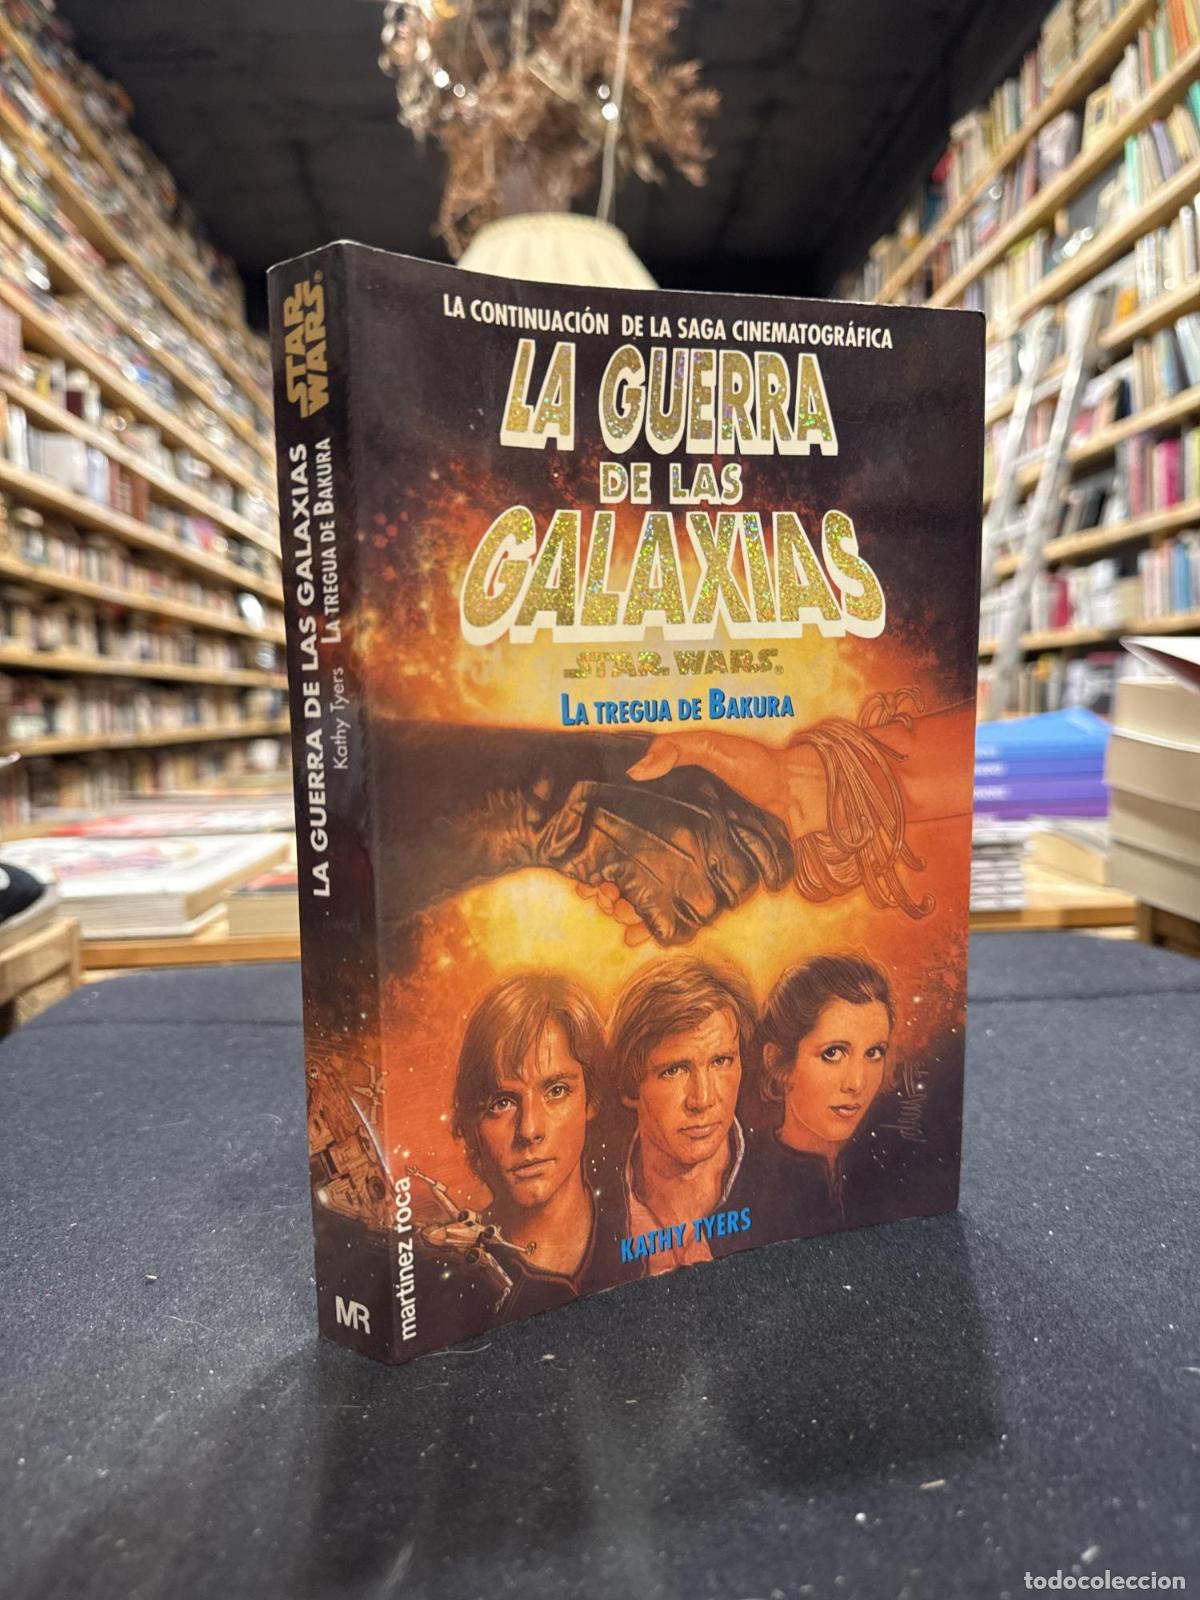 LA CONTINUACIÓN DE LA SAGA CINEMATOGRÁFICA
LA GUERRA
DE LAS
GALAXIAS
STAR WARS®
LA TREGUA DE BAKURA
KATHY TYERS
STAR
WARS®
LA GUERRA DE LAS GALAXIAS
LA TREGUA DE BAKURA
Kathy Tyers
martínez roca
MR
todocoleccion